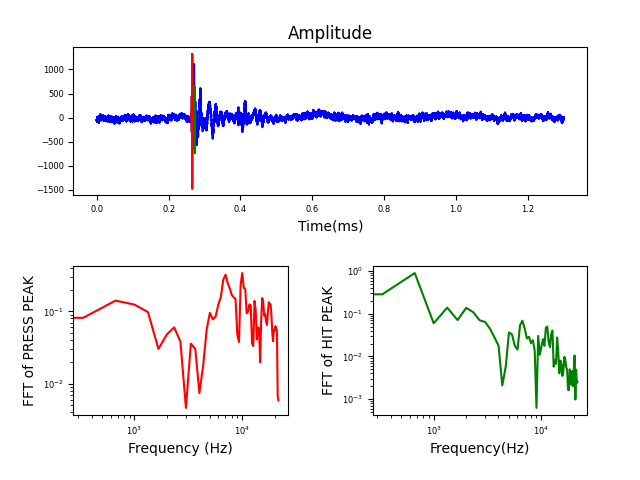 Amplitude
1000
500
0
−500
−1000
−1500
0.0 0.2 0.4 0.6 0.8 1.0 1.2
Time(ms)
FFT of PRESS PEAK
10⁻¹
10⁻²
10³ 10⁴
Frequency (Hz)
FFT of HIT PEAK
10⁰
10⁻¹
10⁻²
10⁻³
10³ 10⁴
Frequency(Hz)